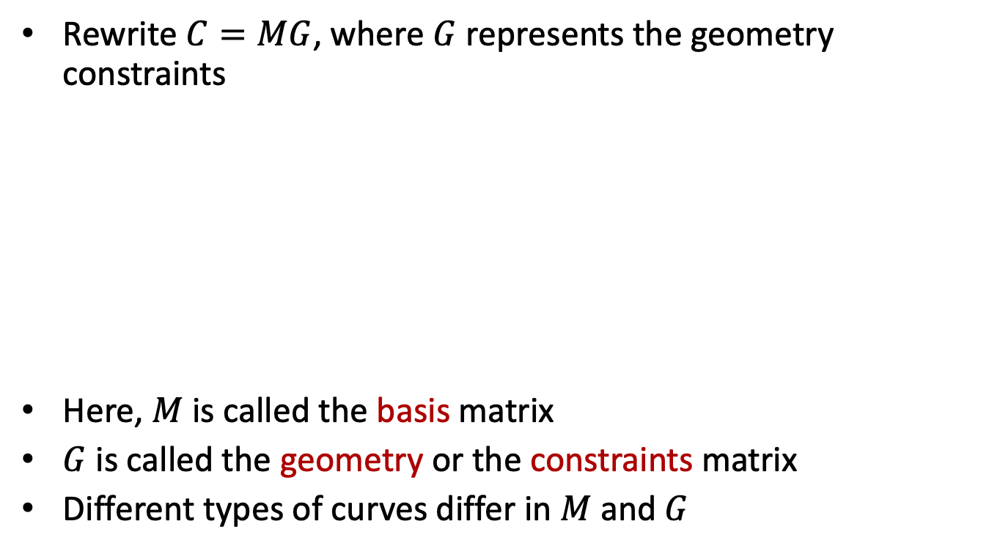 • Rewrite C = MG, where G represents the geometry
constraints
• Here, M is called the basis matrix
• G is called the geometry or the constraints matrix
• Different types of curves differ in M and G